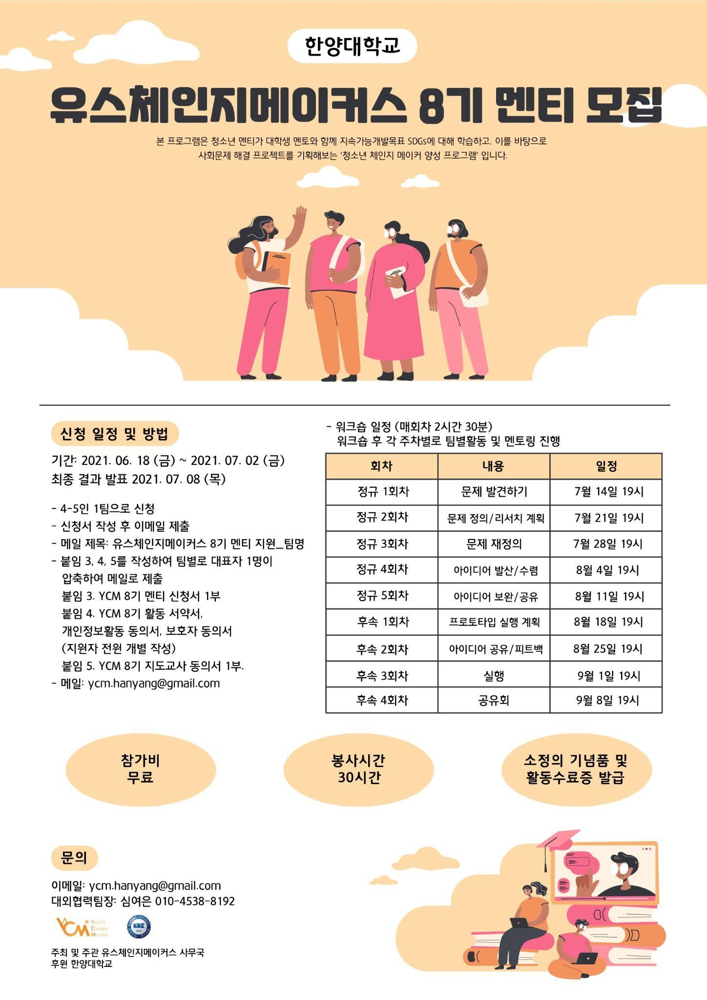 한양대학교
유스체인지메이커스 8기 멘티 모집
본 프로그램은 청소년 멘티가 대학생 멘토와 함께 지속가능개발목표 SDGs에 대해 학습하고, 이를 바탕으로
사회문제 해결 프로젝트를 기획해보는 '청소년 체인지 메이커 양성 프로그램' 입니다.
신청 일정 및 방법
기간: 2021. 06. 18 (금) ~ 2021. 07. 02 (금)
최종 결과 발표 2021. 07. 08 (목)
- 4-5인 1팀으로 신청
- 신청서 작성 후 이메일 제출
- 메일 제목: 유스체인지메이커스 8기 멘티 지원_팀명
- 붙임 3, 4, 5를 작성하여 팀별로 대표자 1명이
압축하여 메일로 제출
붙임 3. YCM 8기 멘티 신청서 1부
붙임 4. YCM 8기 활동 서약서,
개인정보활동 동의서, 보호자 동의서
(지원자 전원 개별 작성)
붙임 5. YCM 8기 지도교사 동의서 1부.
- 메일: ycm.hanyang@gmail.com
- 워크숍 일정 (매회차 2시간 30분)
워크숍 후 각 주차별로 팀별활동 및 멘토링 진행
회차 내용 일정
정규 1회차 문제 발견하기 7월 14일 19시
정규 2회차 문제 정의/리서치 계획 7월 21일 19시
정규 3회차 문제 재정의 7월 28일 19시
정규 4회차 아이디어 발산/수렴 8월 4일 19시
정규 5회차 아이디어 보완/공유 8월 11일 19시
후속 1회차 프로토타입 실행 계획 8월 18일 19시
후속 2회차 아이디어 공유/피트백 8월 25일 19시
후속 3회차 실행 9월 1일 19시
후속 4회차 공유회 9월 8일 19시
참가비
무료
봉사시간
30시간
소정의 기념품 및
활동수료증 발급
문의
이메일: ycm.hanyang@gmail.com
대외협력팀장: 심여은 010-4538-8192
YCM Youth
Change
Makers
주최 및 주관 유스체인지메이커스 사무국
후원 한양대학교